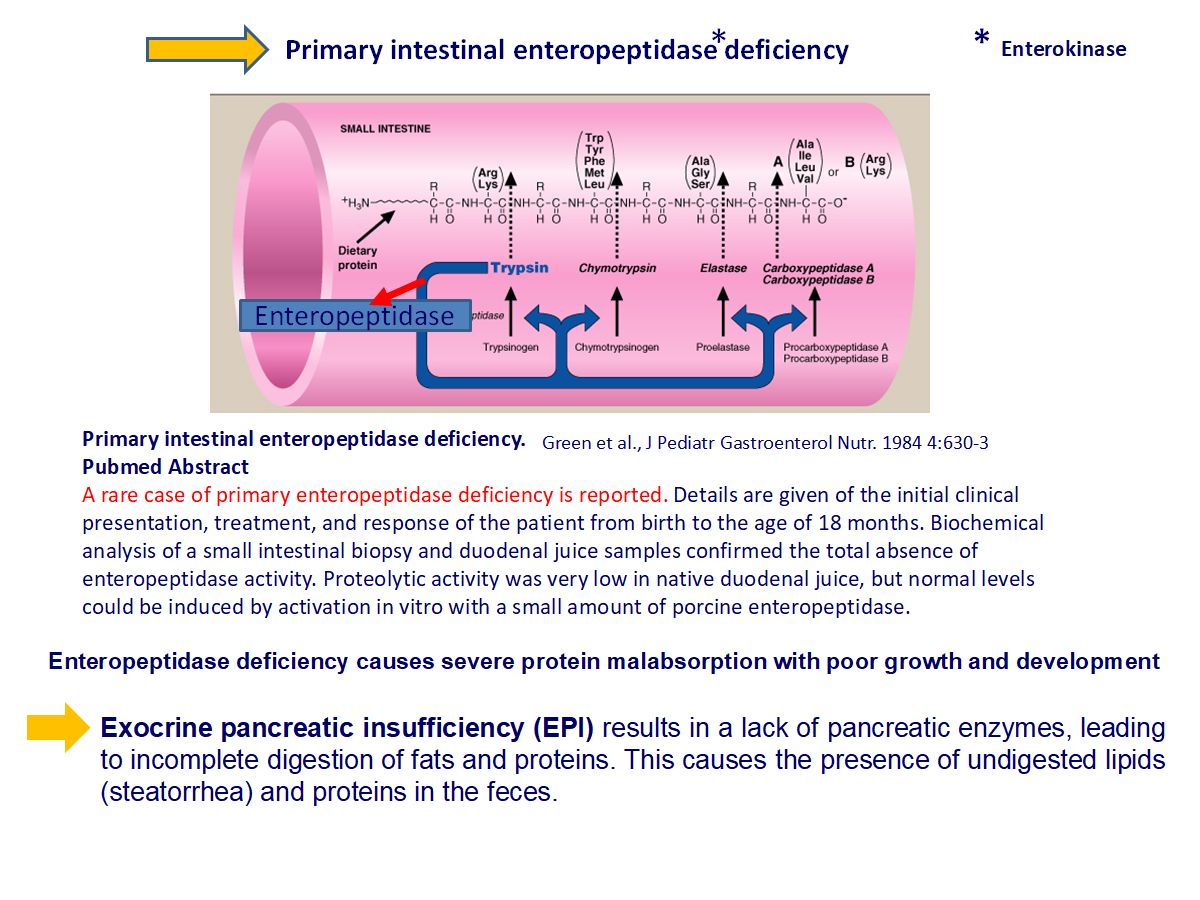 Primary intestinal enteropeptidase* deficiency
* Enterokinase
SMALL INTESTINE
Trp
Tyr
Phe
Met
Leu
Arg
Lys
Ala
Gly
Ser
A
Ala
Ile
Leu
Val
or
B
Arg
Lys
R R R R R R
+H3N C-C-NH-C-C-NH-C-C-NH-C-C-NH-C-C-NH-C-C-NH-C-C-NH-C-C-O-
H O H O H O H O H O H O H O H
Dietary
protein
Trypsin
Chymotrypsin
Elastase
Carboxypeptidase A
Carboxypeptidase B
Enteropeptidase
ptidase
Trypsinogen
Chymotrypsinogen
Proelastase
Procarboxypeptidase A
Procarboxypeptidase B
Primary intestinal enteropeptidase deficiency. Green et al., J Pediatr Gastroenterol Nutr. 1984 4:630-3
Pubmed Abstract
A rare case of primary enteropeptidase deficiency is reported. Details are given of the initial clinical
presentation, treatment, and response of the patient from birth to the age of 18 months. Biochemical
analysis of a small intestinal biopsy and duodenal juice samples confirmed the total absence of
enteropeptidase activity. Proteolytic activity was very low in native duodenal juice, but normal levels
could be induced by activation in vitro with a small amount of porcine enteropeptidase.
Enteropeptidase deficiency causes severe protein malabsorption with poor growth and development
Exocrine pancreatic insufficiency (EPI) results in a lack of pancreatic enzymes, leading
to incomplete digestion of fats and proteins. This causes the presence of undigested lipids
(steatorrhea) and proteins in the feces.